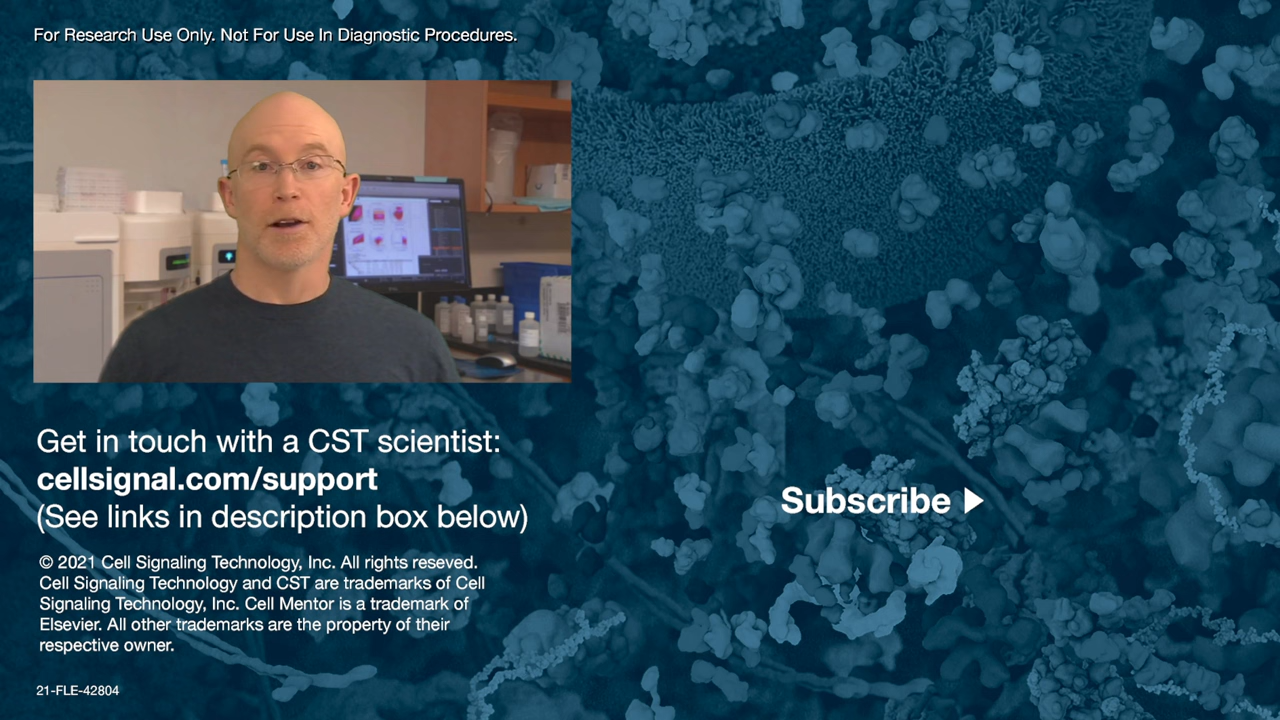 For Research Use Only. Not For Use In Diagnostic Procedures.
Get in touch with a CST scientist:
cellsignal.com/support
(See links in description box below)
Subscribe
© 2021 Cell Signaling Technology, Inc. All rights reseved.
Cell Signaling Technology and CST are trademarks of Cell
Signaling Technology, Inc. Cell Mentor is a trademark of
Elsevier. All other trademarks are the property of their
respective owner.
21-FLE-42804